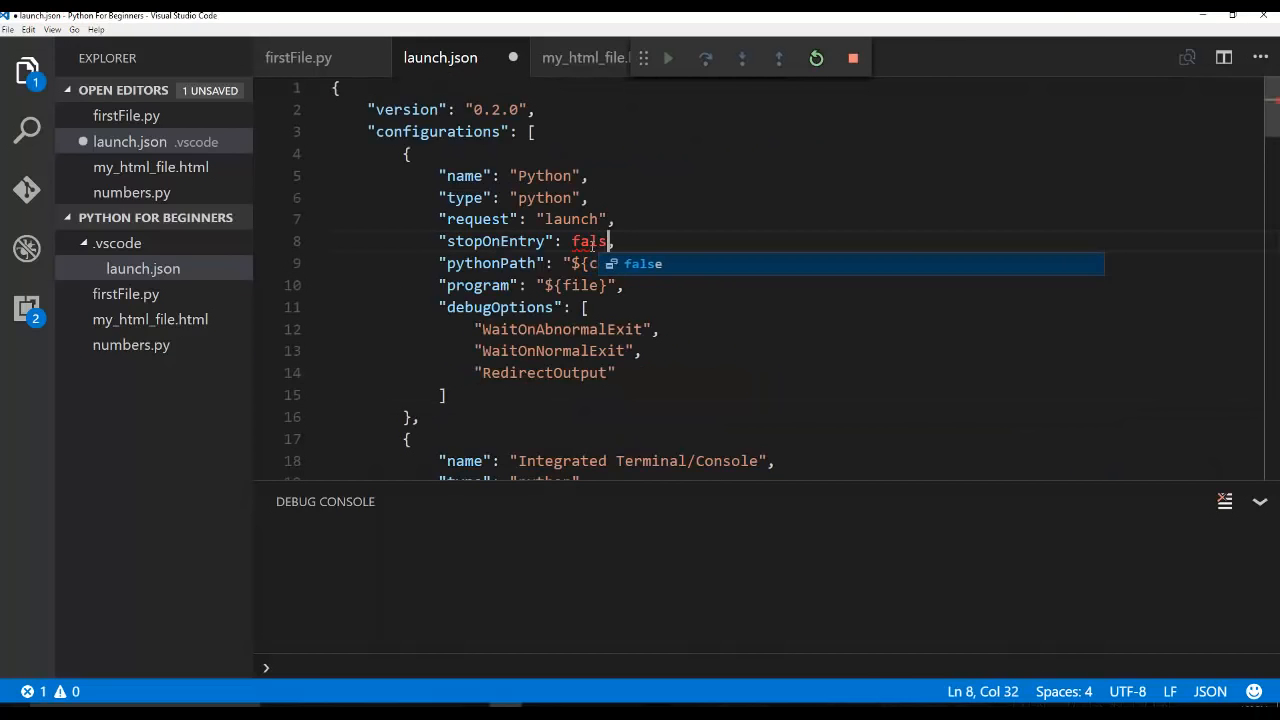 launch.json - Python For Beginners - Visual Studio Code
File Edit View Go Help
EXPLORER
OPEN EDITORS 1 UNSAVED
firstFile.py
launch.json .vscode
my_html_file.html
numbers.py
PYTHON FOR BEGINNERS
.vscode
launch.json
firstFile.py
my_html_file.html
numbers.py
1
2
firstFile.py launch.json my_html_file.
1 {
2 "version": "0.2.0",
3 "configurations": [
4 {
5 "name": "Python",
6 "type": "python",
7 "request": "launch",
8 "stopOnEntry": fals,
9 "pythonPath": "${c
false
10 "program": "${file}",
11 "debugOptions": [
12 "WaitOnAbnormalExit",
13 "WaitOnNormalExit",
14 "RedirectOutput"
15 ]
16 },
17 {
18 "name": "Integrated Terminal/Console",
"type": "python"
DEBUG CONSOLE
1 0
Ln 8, Col 32 Spaces: 4 UTF-8 LF JSON